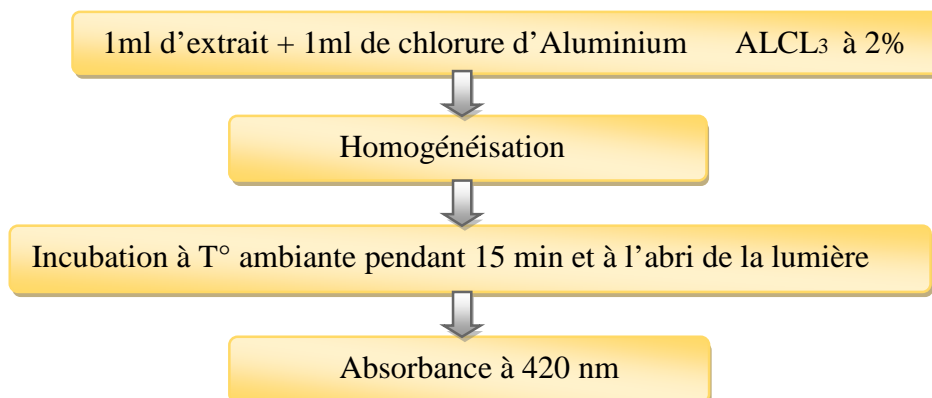 1ml d’extrait + 1ml de chlorure d’Aluminium ALCL₃ à 2%
Homogénéisation
Incubation à T° ambiante pendant 15 min et à l’abri de la lumière
Absorbance à 420 nm